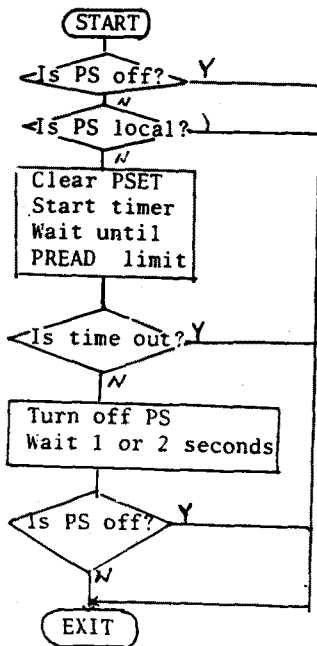 START
Is PS off? Y
N
Is PS local?
N
Clear PSET
Start timer
Wait until
PREAD limit
Is time out? Y
N
Turn off PS
Wait 1 or 2 seconds
Is PS off? Y
N
EXIT